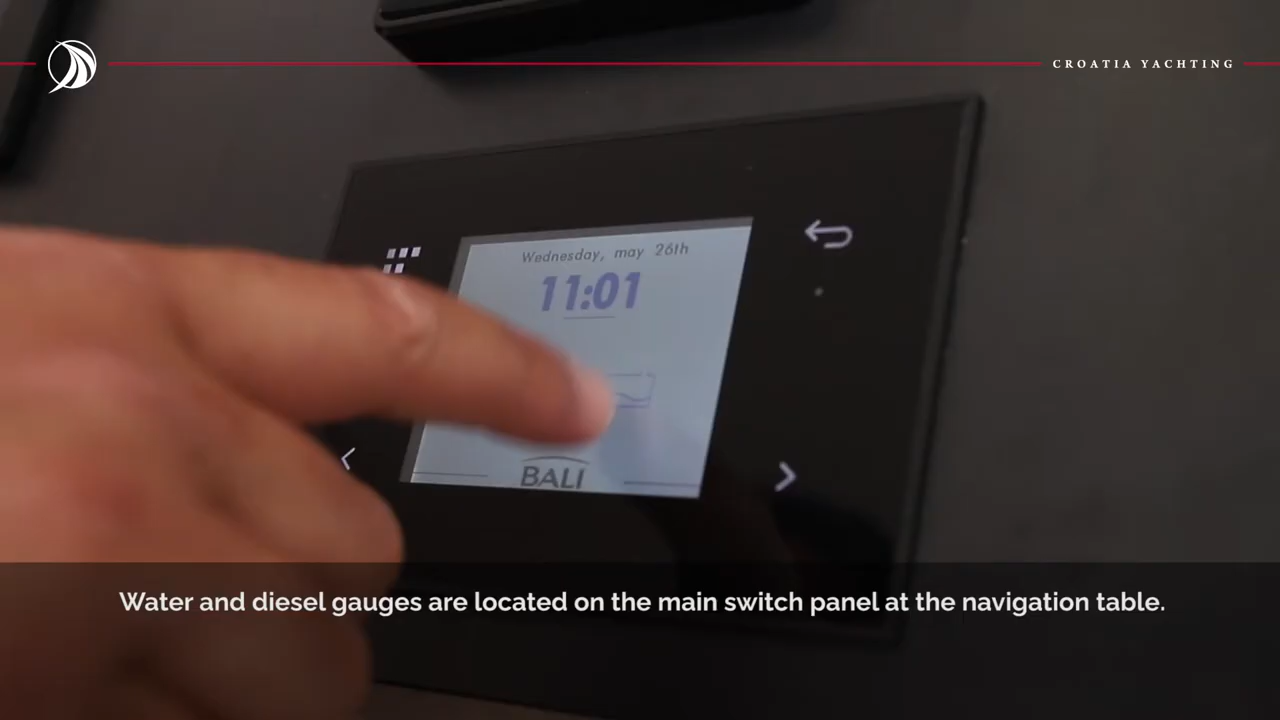 CROATIA YACHTING
Wednesday, may 26th
11:01
BALI
Water and diesel gauges are located on the main switch panel at the navigation table.